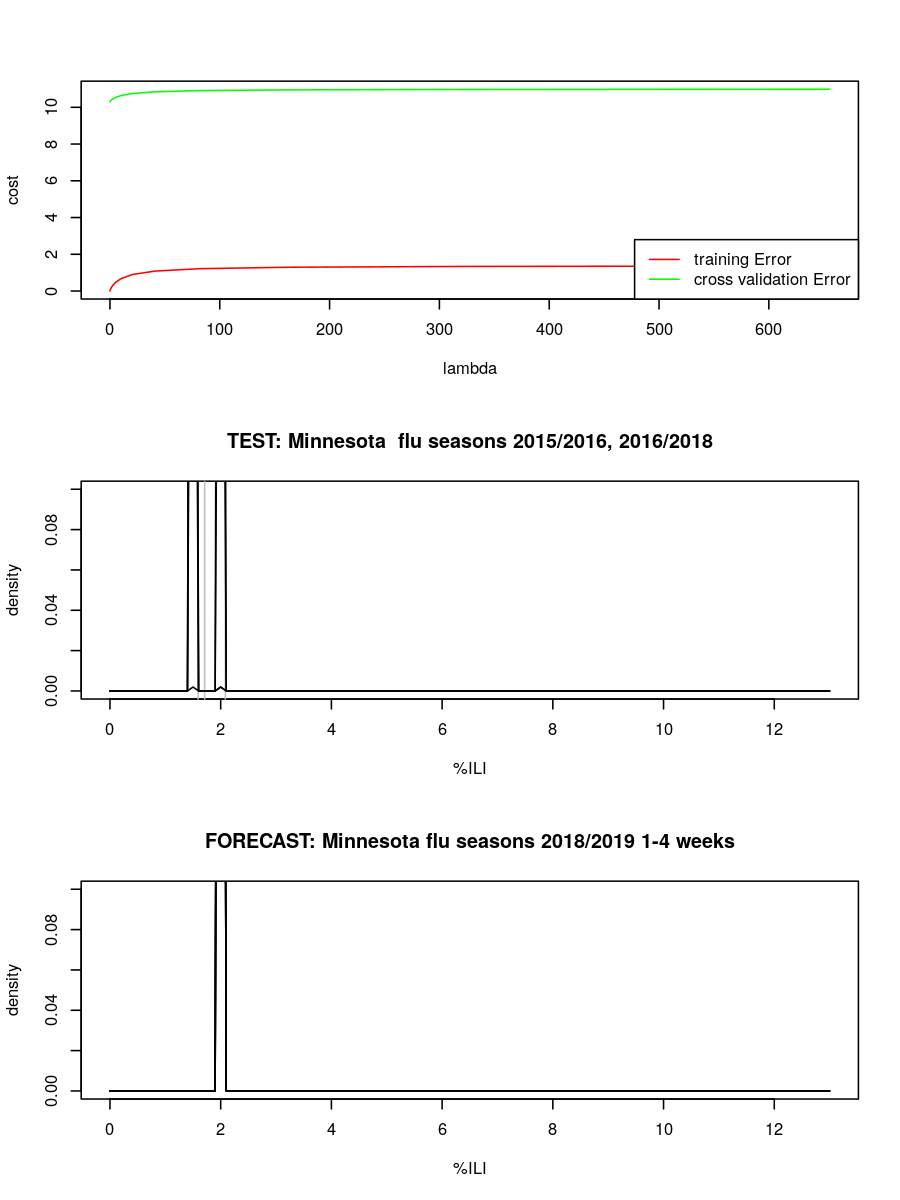 cost
10
8
6
4
2
0
training Error
cross validation Error
0 100 200 300 400 500 600
lambda
TEST: Minnesota  flu seasons 2015/2016, 2016/2018
density
0.08
0.04
0.00
0 2 4 6 8 10 12
%ILI
FORECAST: Minnesota flu seasons 2018/2019 1-4 weeks
density
0.08
0.04
0.00
0 2 4 6 8 10 12
%ILI